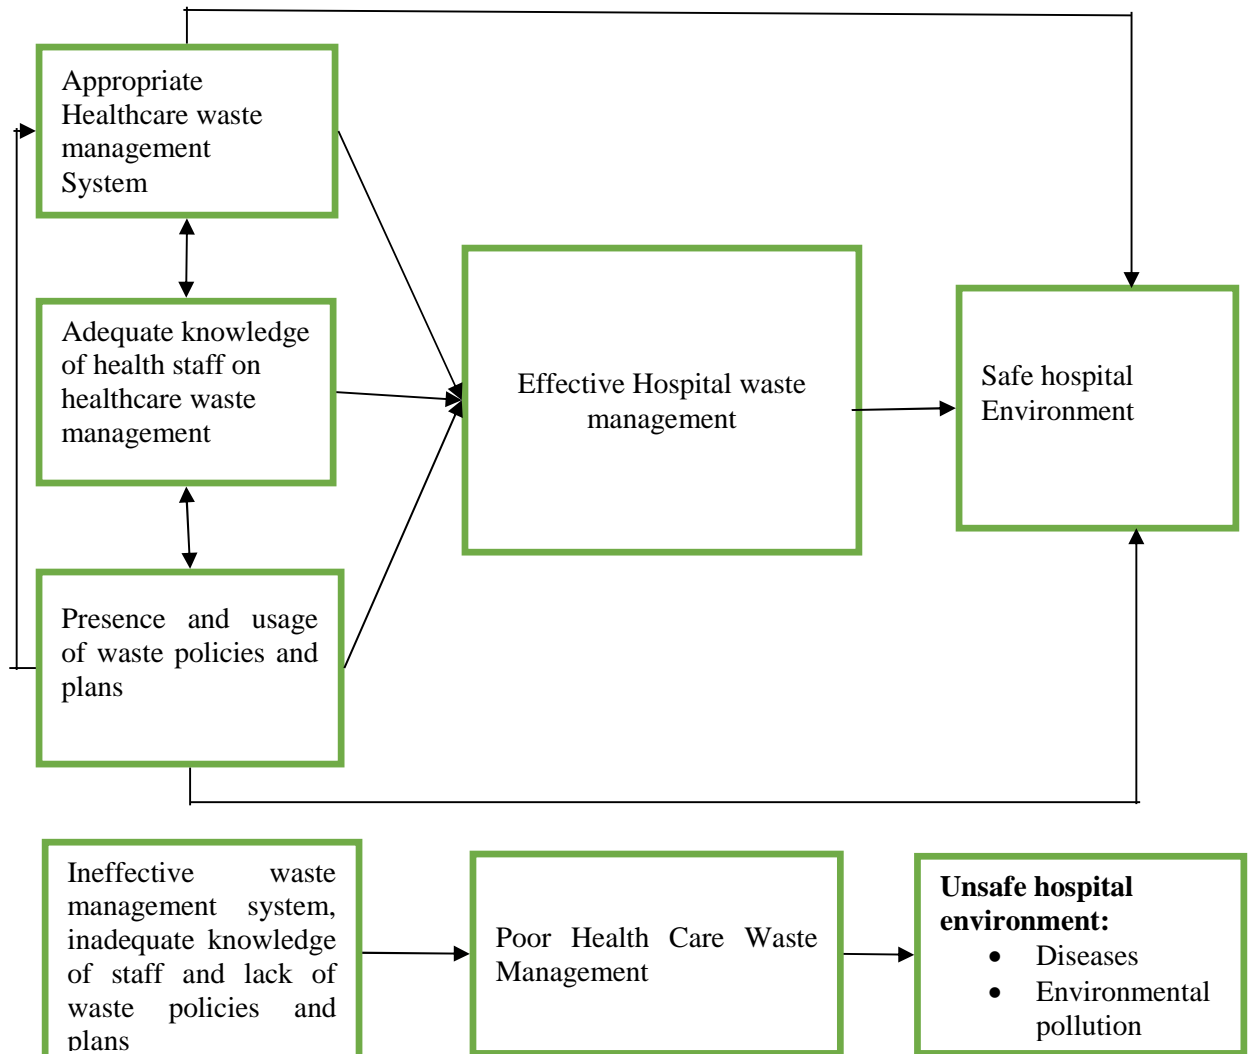 Appropriate
Healthcare waste
management
System
Adequate knowledge
of health staff on
healthcare waste
management
Effective Hospital waste
management
Safe hospital
Environment
Presence and usage
of waste policies and
plans
Ineffective waste
management system,
inadequate knowledge
of staff and lack of
waste policies and
plans
Poor Health Care Waste
Management
Unsafe hospital
environment:
• Diseases
• Environmental
pollution